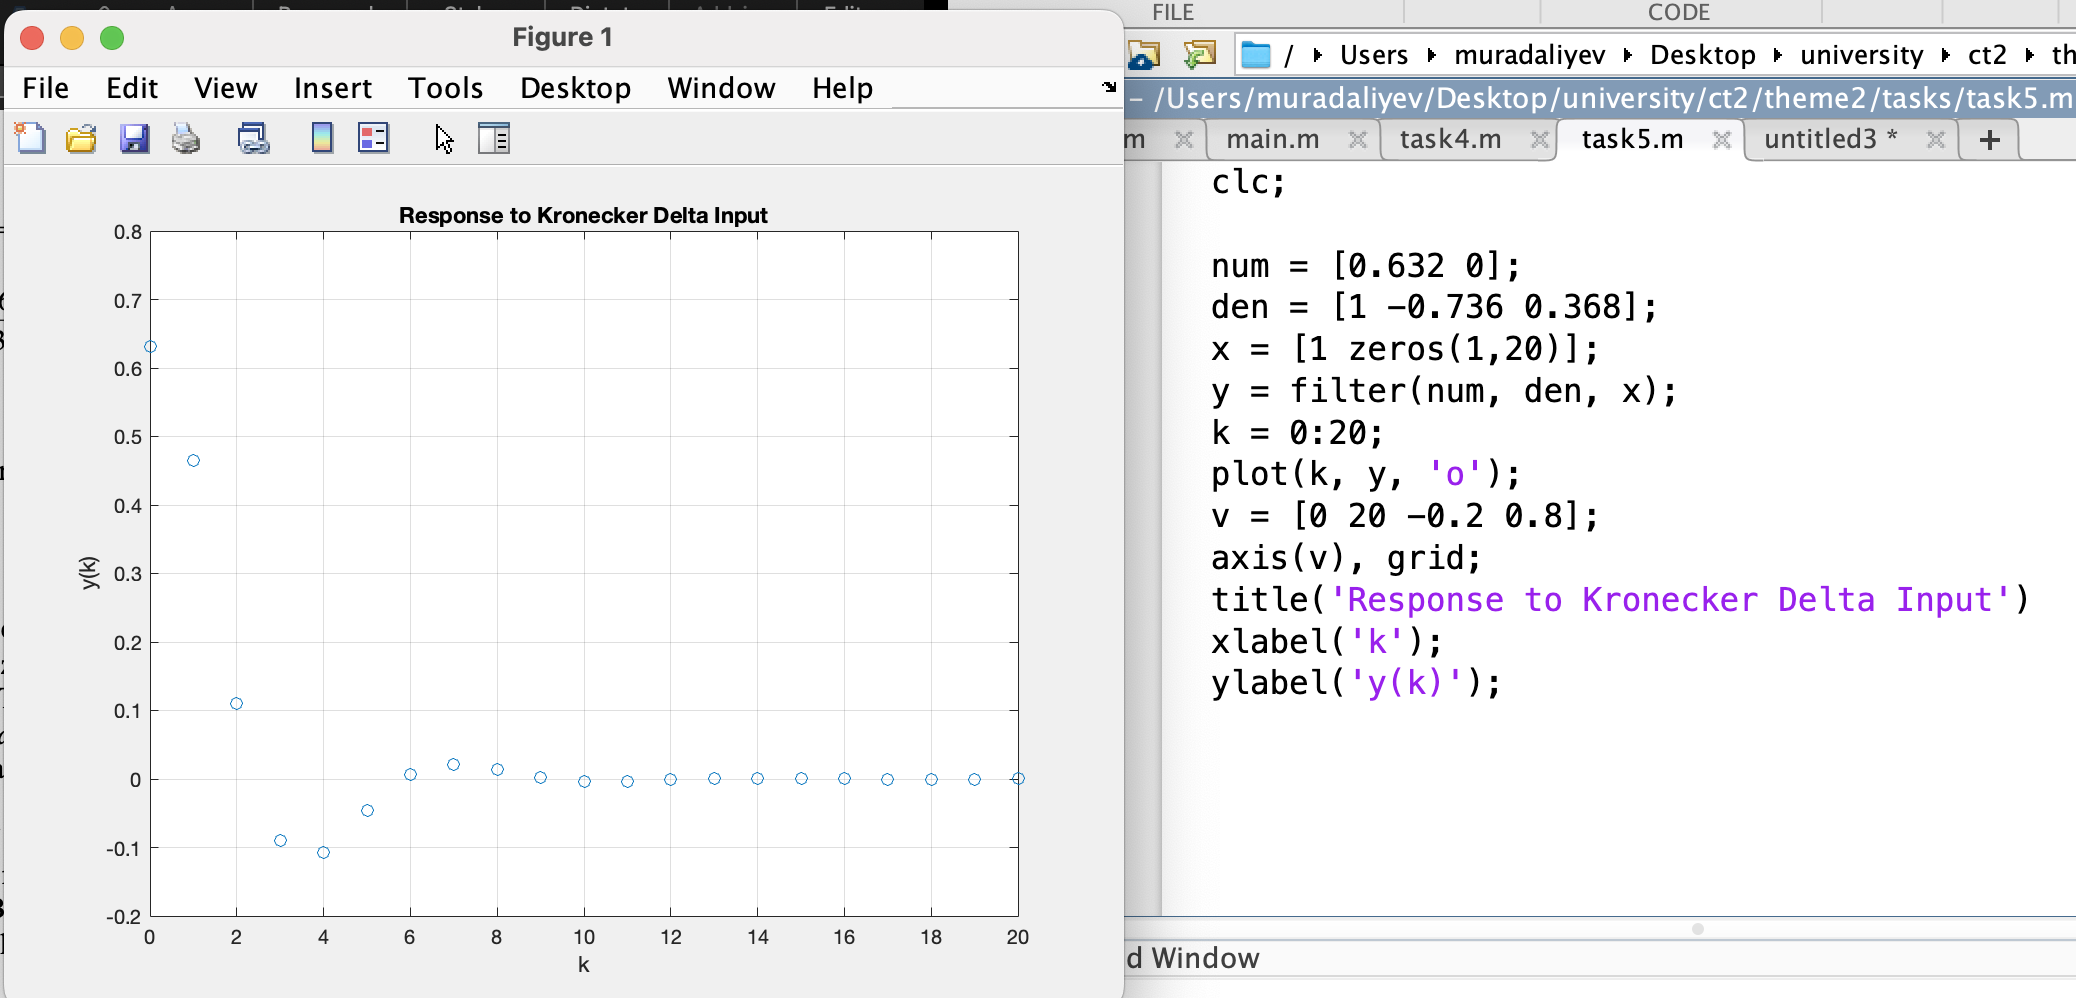 Figure 1
File Edit View Insert Tools Desktop Window Help
Response to Kronecker Delta Input
0.8
0.7
0.6
0.5
0.4
0.3
0.2
0.1
0
-0.1
-0.2
y(k)
0 2 4 6 8 10 12 14 16 18 20
k
FILE CODE
/ Users muradaliyev Desktop university ct2 th
– /Users/muradaliyev/Desktop/university/ct2/theme2/tasks/task5.m
m main.m task4.m task5.m untitled3 * +
clc;
num = [0.632 0];
den = [1 -0.736 0.368];
x = [1 zeros(1,20)];
y = filter(num, den, x);
k = 0:20;
plot(k, y, 'o');
v = [0 20 -0.2 0.8];
axis(v), grid;
title('Response to Kronecker Delta Input')
xlabel('k');
ylabel('y(k)');
d Window